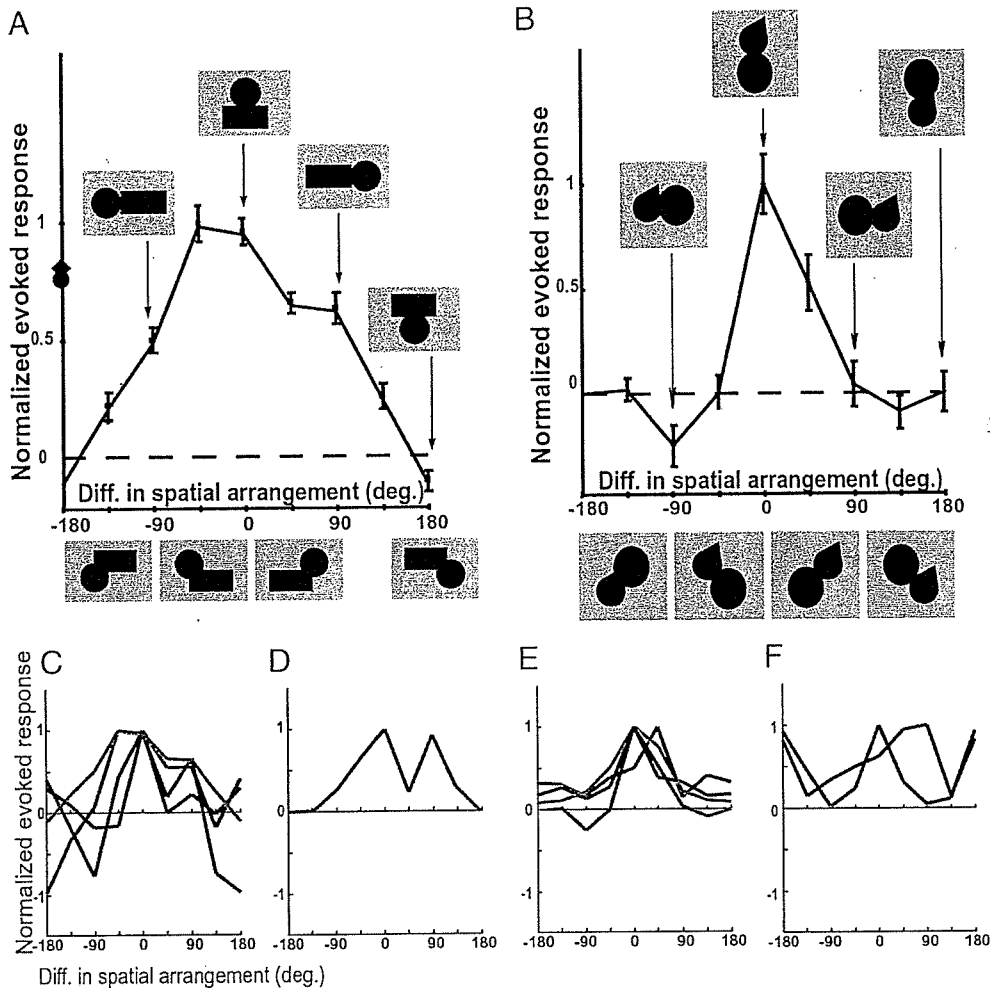 A
B
Normalized evoked response
1
0.5
0
Diff. in spatial arrangement (deg.)
-180 -90 0 90 180
Normalized evoked response
1
0.5
0
Diff. in spatial arrangement (deg.)
-180 -90 0 90 180
C
D
E
F
Normalized evoked response
1
0
-1
-180 -90 0 90 180
1
0
-1
-180 -90 0 90 180
1
0
-1
-180 -90 0 90 180
1
0
-1
-180 -90 0 90 180
Diff. in spatial arrangement (deg.)